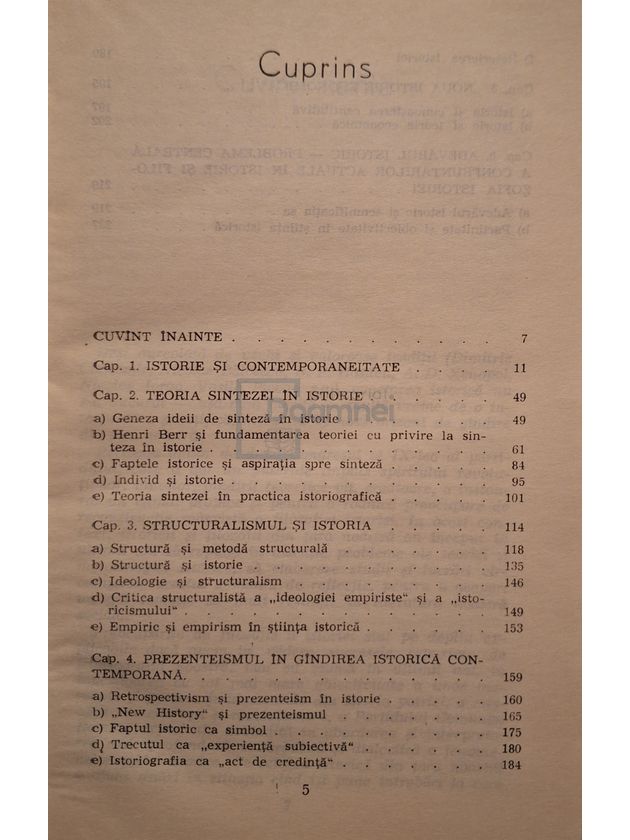 Cuprins
CUVÎNT ÎNAINTE . . . . . . . . . . . . 7
Cap. 1. ISTORIE ȘI CONTEMPORANEITATE . . . . 11
Cap. 2. TEORIA SINTEZEI ÎN ISTORIE . . . . . 49
a) Geneza ideii de sinteză în istorie . . . . . . . 49
b) Henri Berr și fundamentarea teoriei cu privire la sin-
teza în istorie . . . . . . . . . . . . 61
c) Faptele istorice și aspirația spre sinteză . . . . . 84
d) Individ și istorie . . . . . . . . . . . 95
e) Teoria sintezei în practica istoriografică . . . . . 101
Cap. 3. STRUCTURALISMUL ȘI ISTORIA . . . . . 114
a) Structură și metodă structurală . . . . . . . 118
b) Structură și istorie . . . . . . . . . . 135
c) Ideologie și structuralism . . . . . . . . . 146
d) Critica structuralistă a „ideologiei empiriste“ și a „isto-
ricismului“ . . . . . . . . . . . . . 149
e) Empiric și empirism în știința istorică . . . . . . 153
Cap. 4. PREZENTEISMUL ÎN GÎNDIREA ISTORICĂ CON-
TEMPORANĂ . . . . . . . . . . . . . 159
a) Retrospectivism și prezenteism în istorie . . . . . 160
b) „New History“ și prezenteismul . . . . . . . 165
c) Faptul istoric ca simbol . . . . . . . . . 175
d) Trecutul ca „experiență subiectivă“ . . . . . . 180
e) Istoriografia ca „act de credință“ . . . . . . . 184
5